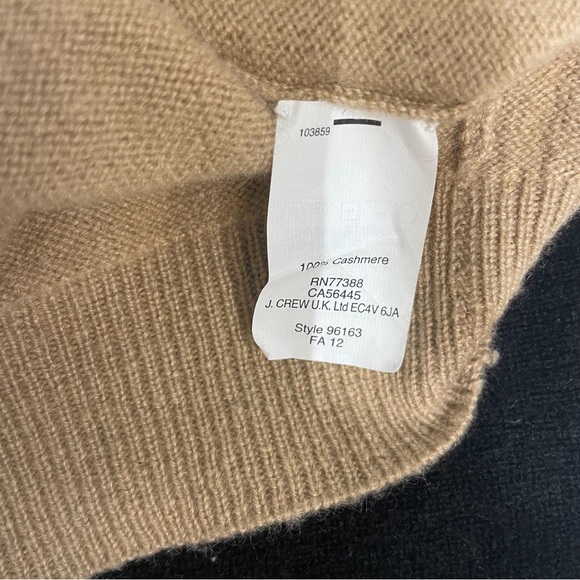 103859
100% Cashmere
RN77388
CA56445
J. CREW U.K. Ltd EC4V 6JA
Style 96163
FA 12